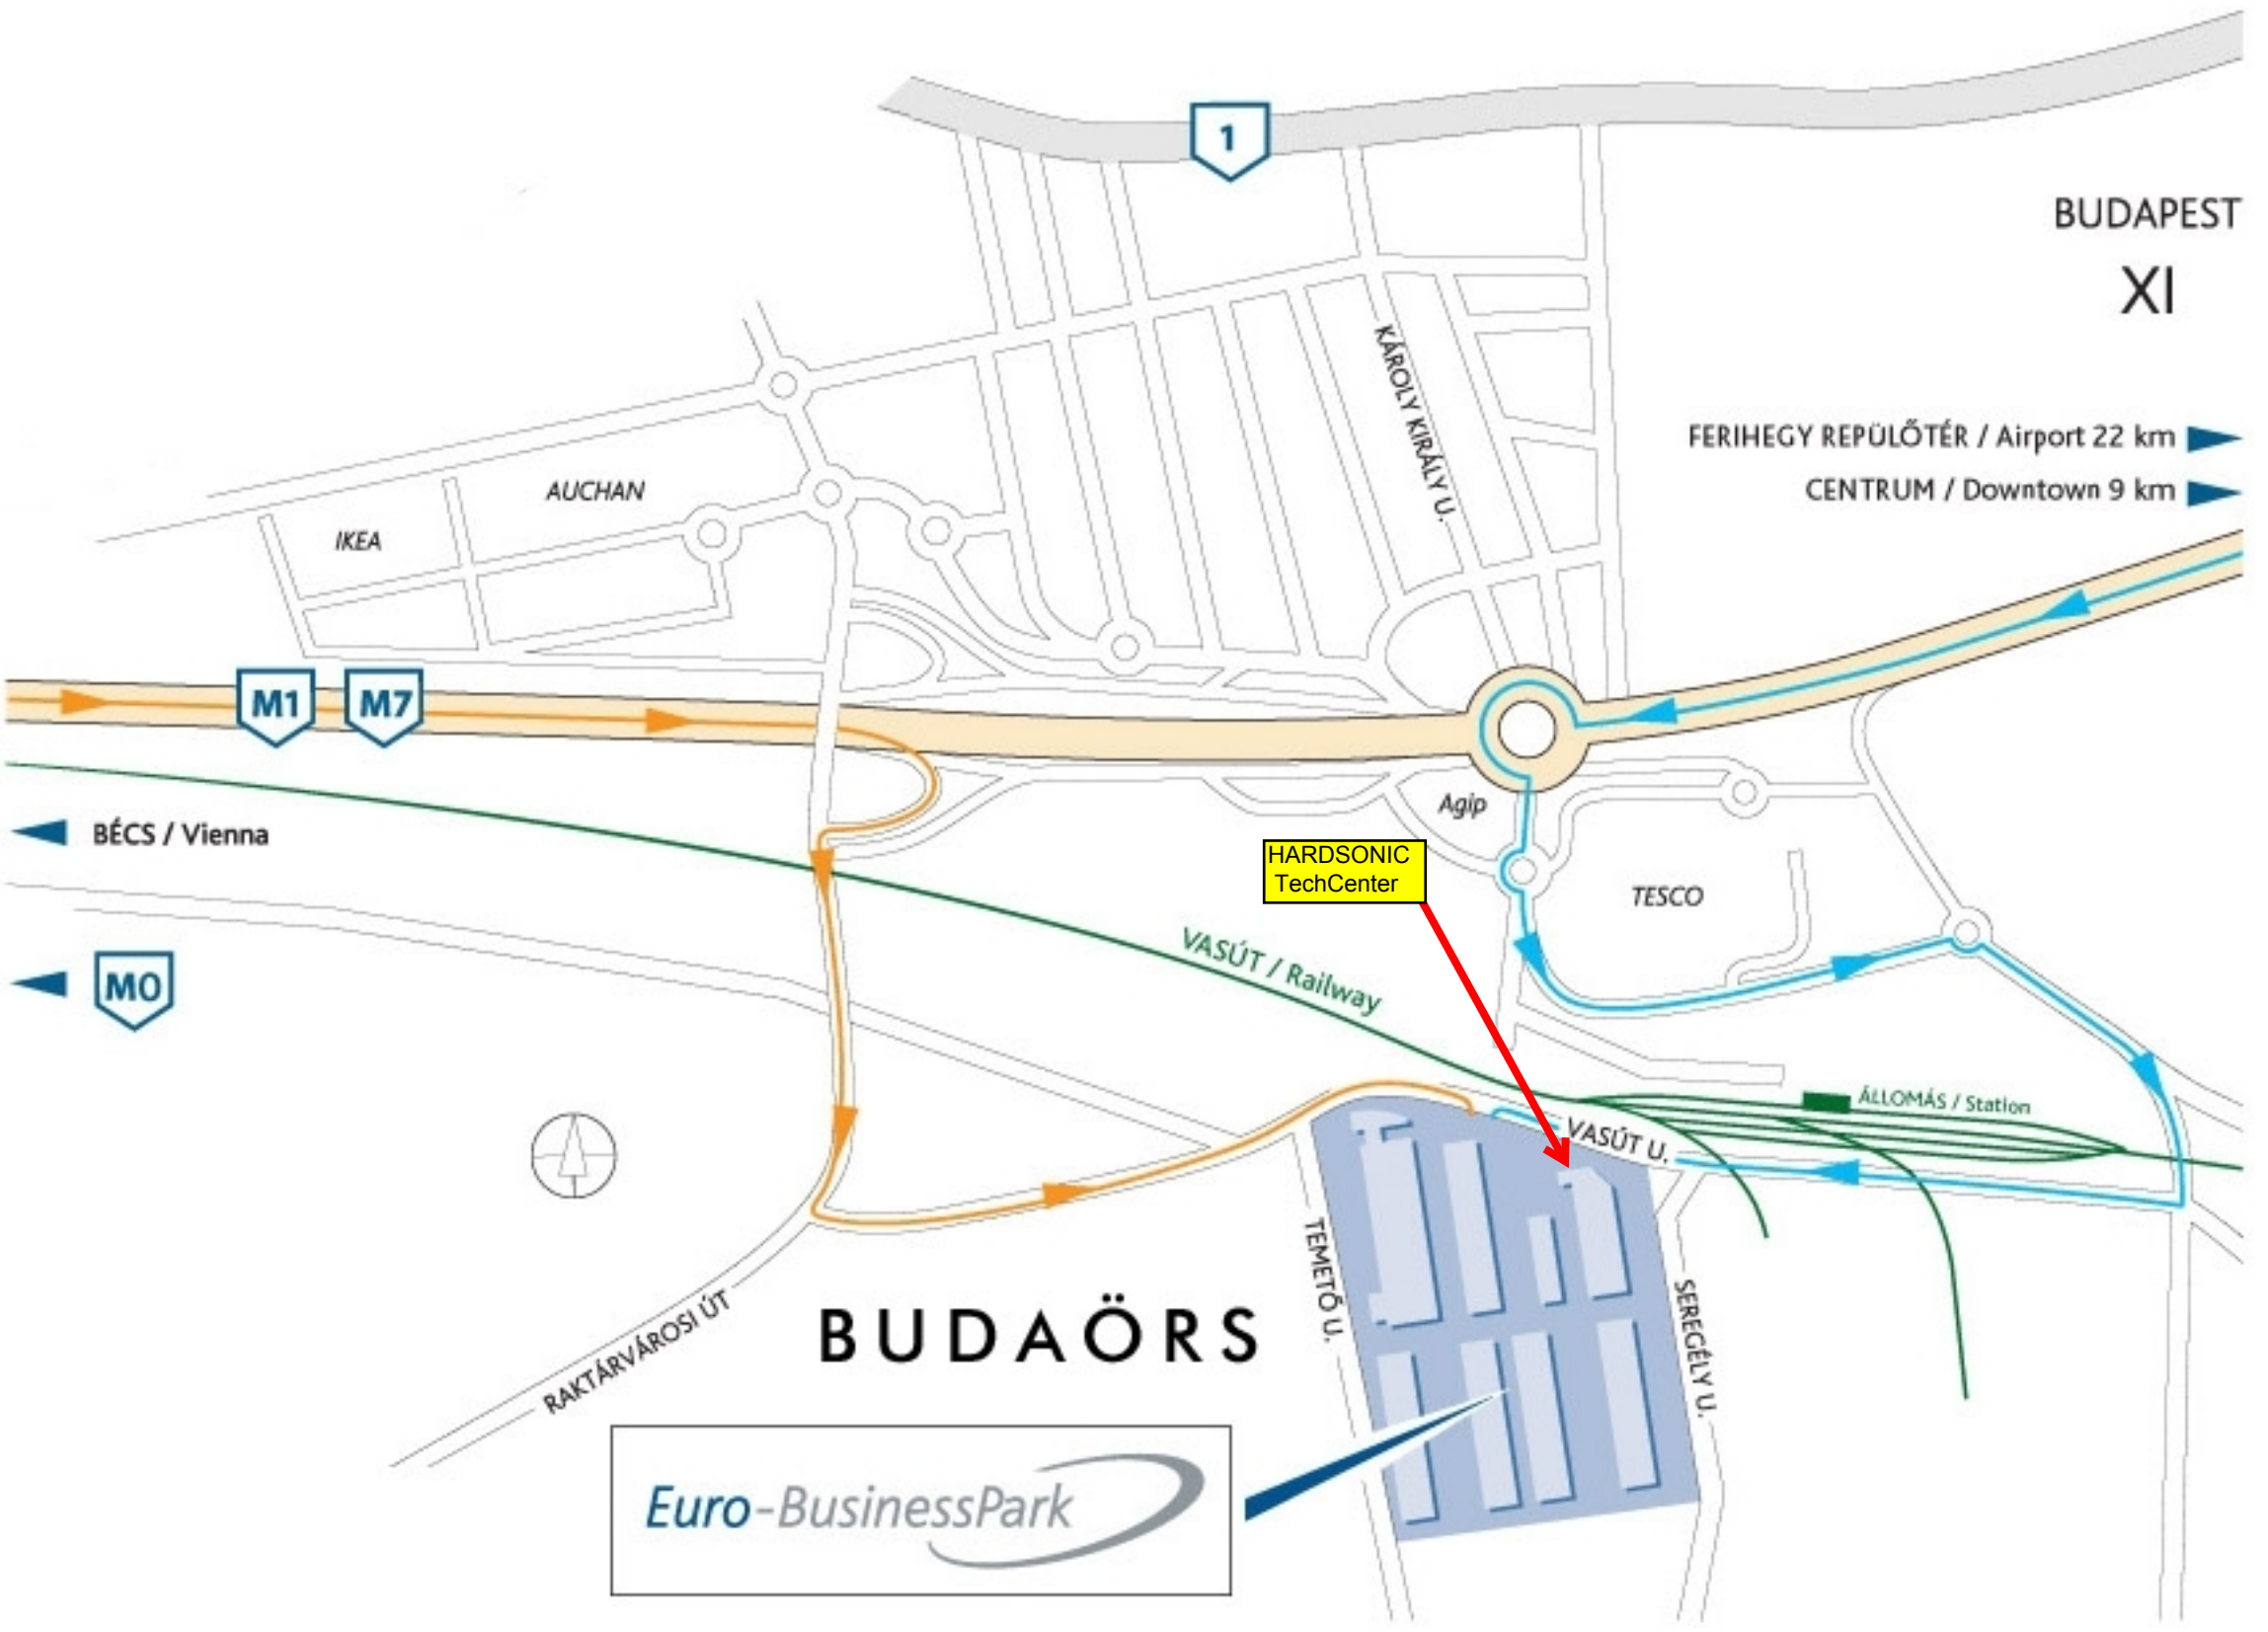 1
BUDAPEST
XI
KÁROLY KIRÁLY U.
FERIHEGY REPÜLŐTÉR / Airport 22 km
CENTRUM / Downtown 9 km
AUCHAN
IKEA
M1
M7
Agip
BÉCS / Vienna
HARDSONIC
TechCenter
TESCO
VASÚT / Railway
M0
ÁLLOMÁS / Station
VASÚT U.
TEMETŐ U.
SEREGÉLY U.
RAKTÁRVÁROSI ÚT
BUDAÖRS
Euro-BusinessPark